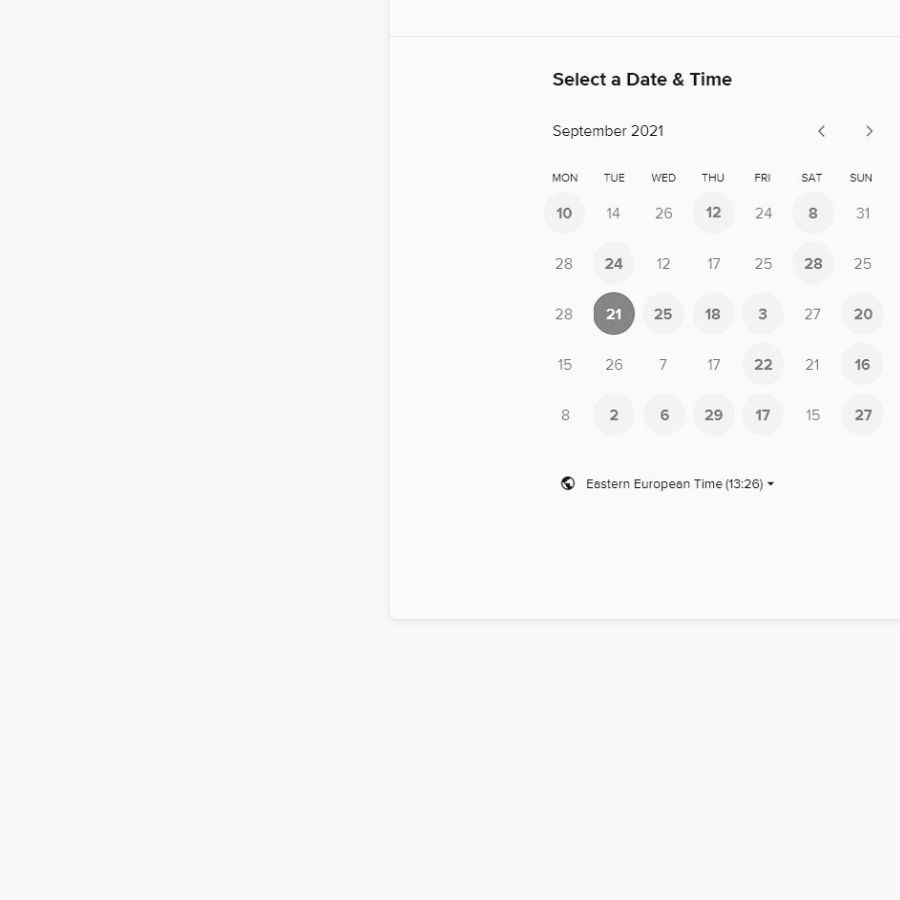 Select a Date & Time
September 2021
MON TUE WED THU FRI SAT SUN
10 14 26 12 24 8 31
28 24 12 17 25 28 25
28 21 25 18 3 27 20
15 26 7 17 22 21 16
8 2 6 29 17 15 27
Eastern European Time (13:26)